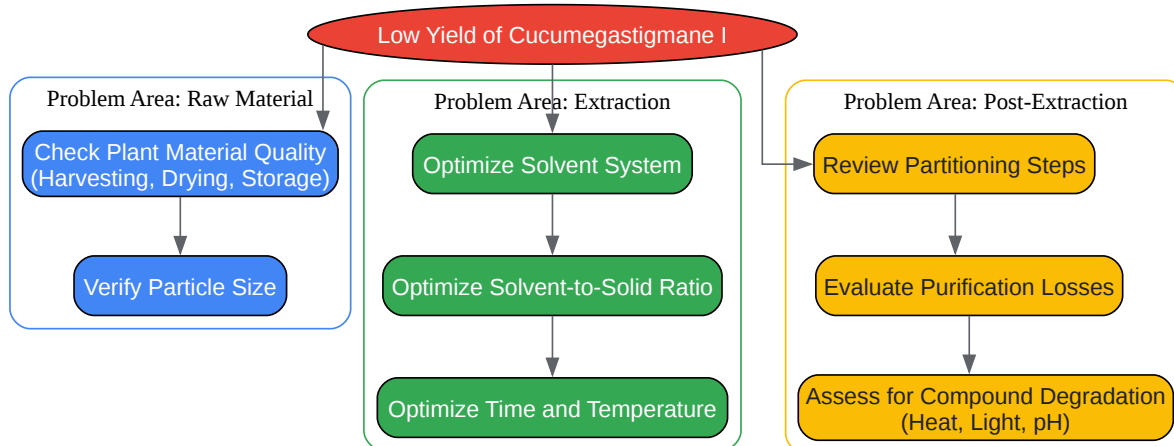 Low Yield of Cucumegastigmane I
Problem Area: Raw Material
Check Plant Material Quality
(Harvesting, Drying, Storage)
Verify Particle Size
Problem Area: Extraction
Optimize Solvent System
Optimize Solvent-to-Solid Ratio
Optimize Time and Temperature
Problem Area: Post-Extraction
Review Partitioning Steps
Evaluate Purification Losses
Assess for Compound Degradation
(Heat, Light, pH)